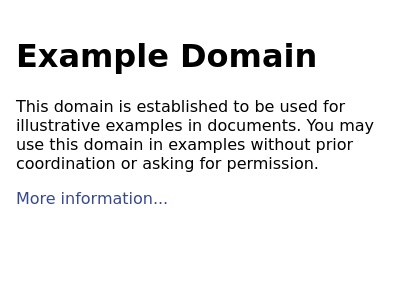 Example Domain
This domain is established to be used for
illustrative examples in documents. You may
use this domain in examples without prior
coordination or asking for permission.
More information...